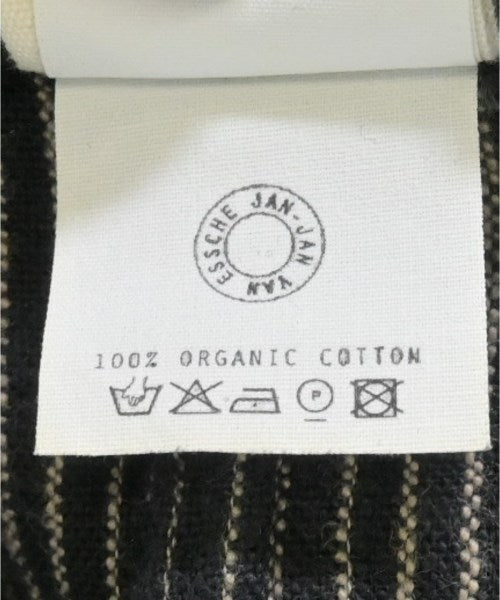 JAN-JAN VAN ESSCHE
100% ORGANIC COTTON
P